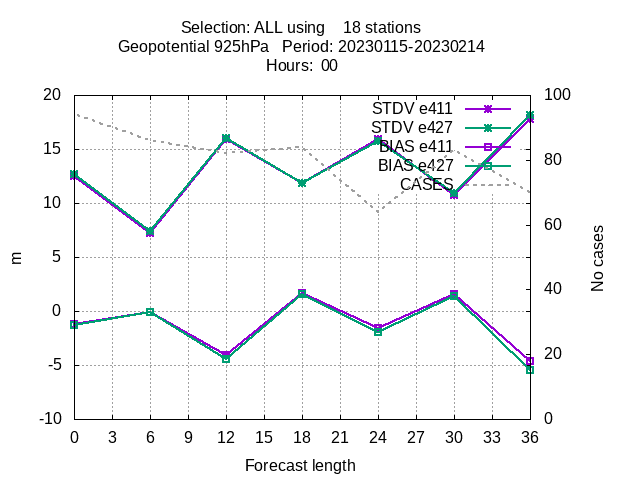 Selection: ALL using 18 stations
Geopotential 925hPa Period: 20230115-20230214
Hours: 00
STDV e411
STDV e427
BIAS e411
BIAS e427
CASES
20
15
10
5
0
-5
-10
m
100
80
60
40
20
0
No cases
0 3 6 9 12 15 18 21 24 27 30 33 36
Forecast length